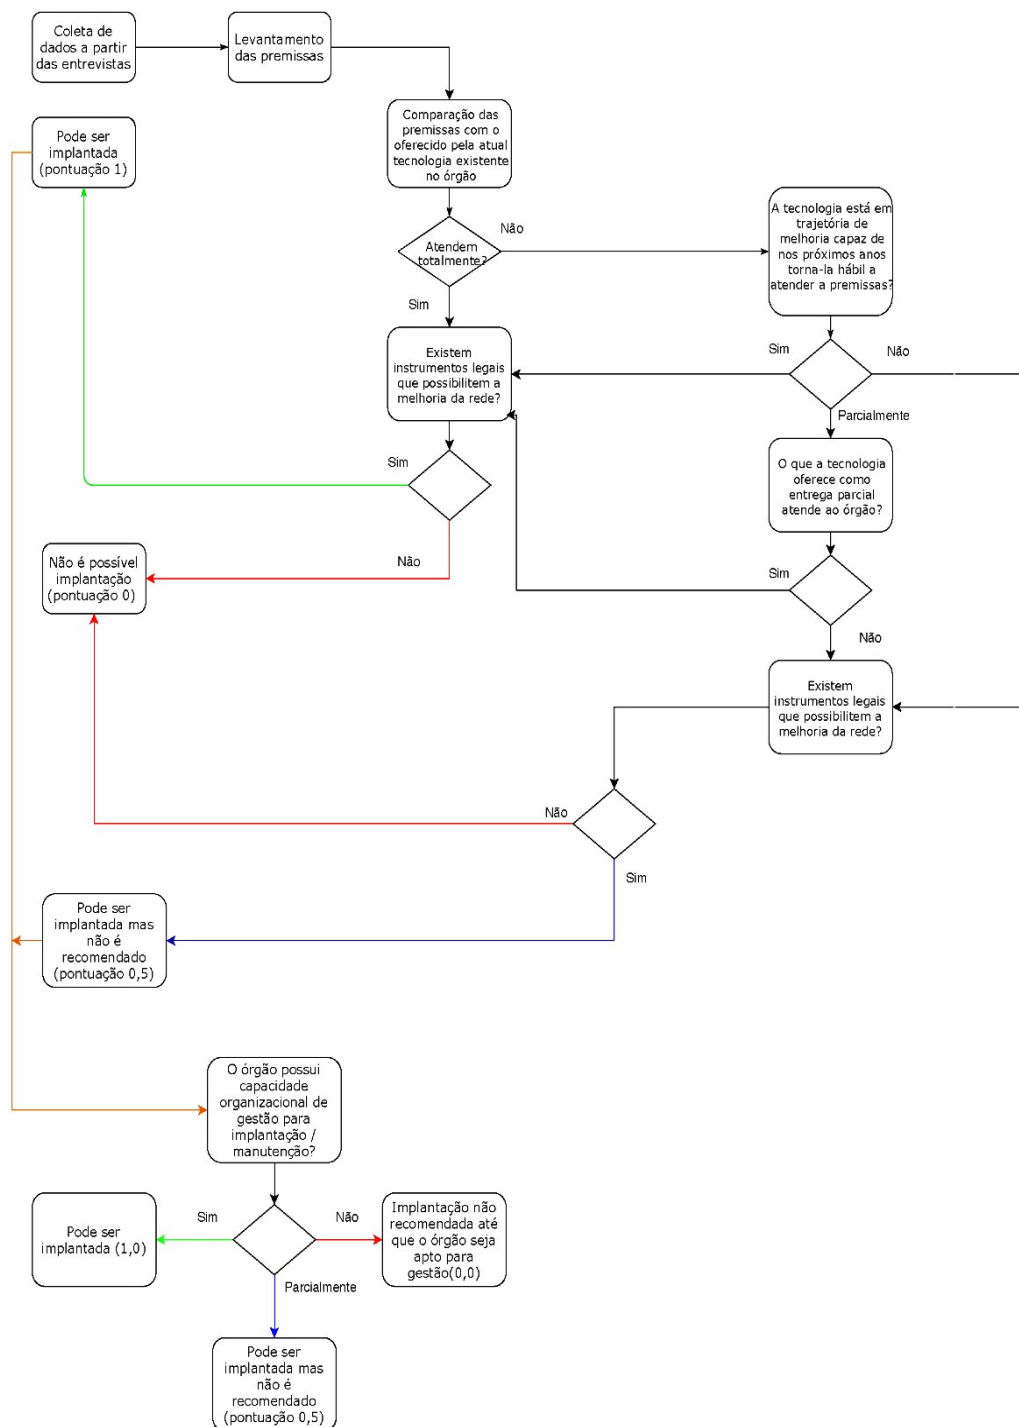 Coleta de
dados a partir
das entrevistas
Levantamento
das premissas
Comparação das
premissas com o
oferecido pela atual
tecnologia existente
no órgão
Pode ser
implantada
(pontuação 1)
Atendem
totalmente?
Não
Sim
A tecnologia está em
trajetória de
melhoria capaz de
nos próximos anos
torna-la hábil a
atender a premissas?
Sim
Não
Parcialmente
Existem
instrumentos legais
que possibilitem a
melhoria da rede?
Sim
Não
O que a tecnologia
oferece como
entrega parcial
atende ao órgão?
Sim
Não
Não é possível
implantação
(pontuação 0)
Existem
instrumentos legais
que possibilitem a
melhoria da rede?
Não
Sim
Pode ser
implantada mas
não é
recomendado
(pontuação 0,5)
O órgão possui
capacidade
organizacional de
gestão para
implantação /
manutenção?
Sim
Não
Parcialmente
Pode ser
implantada (1,0)
Implantação não
recomendada até
que o órgão seja
apto para
gestão(0,0)
Pode ser
implantada mas
não é
recomendado
(pontuação 0,5)